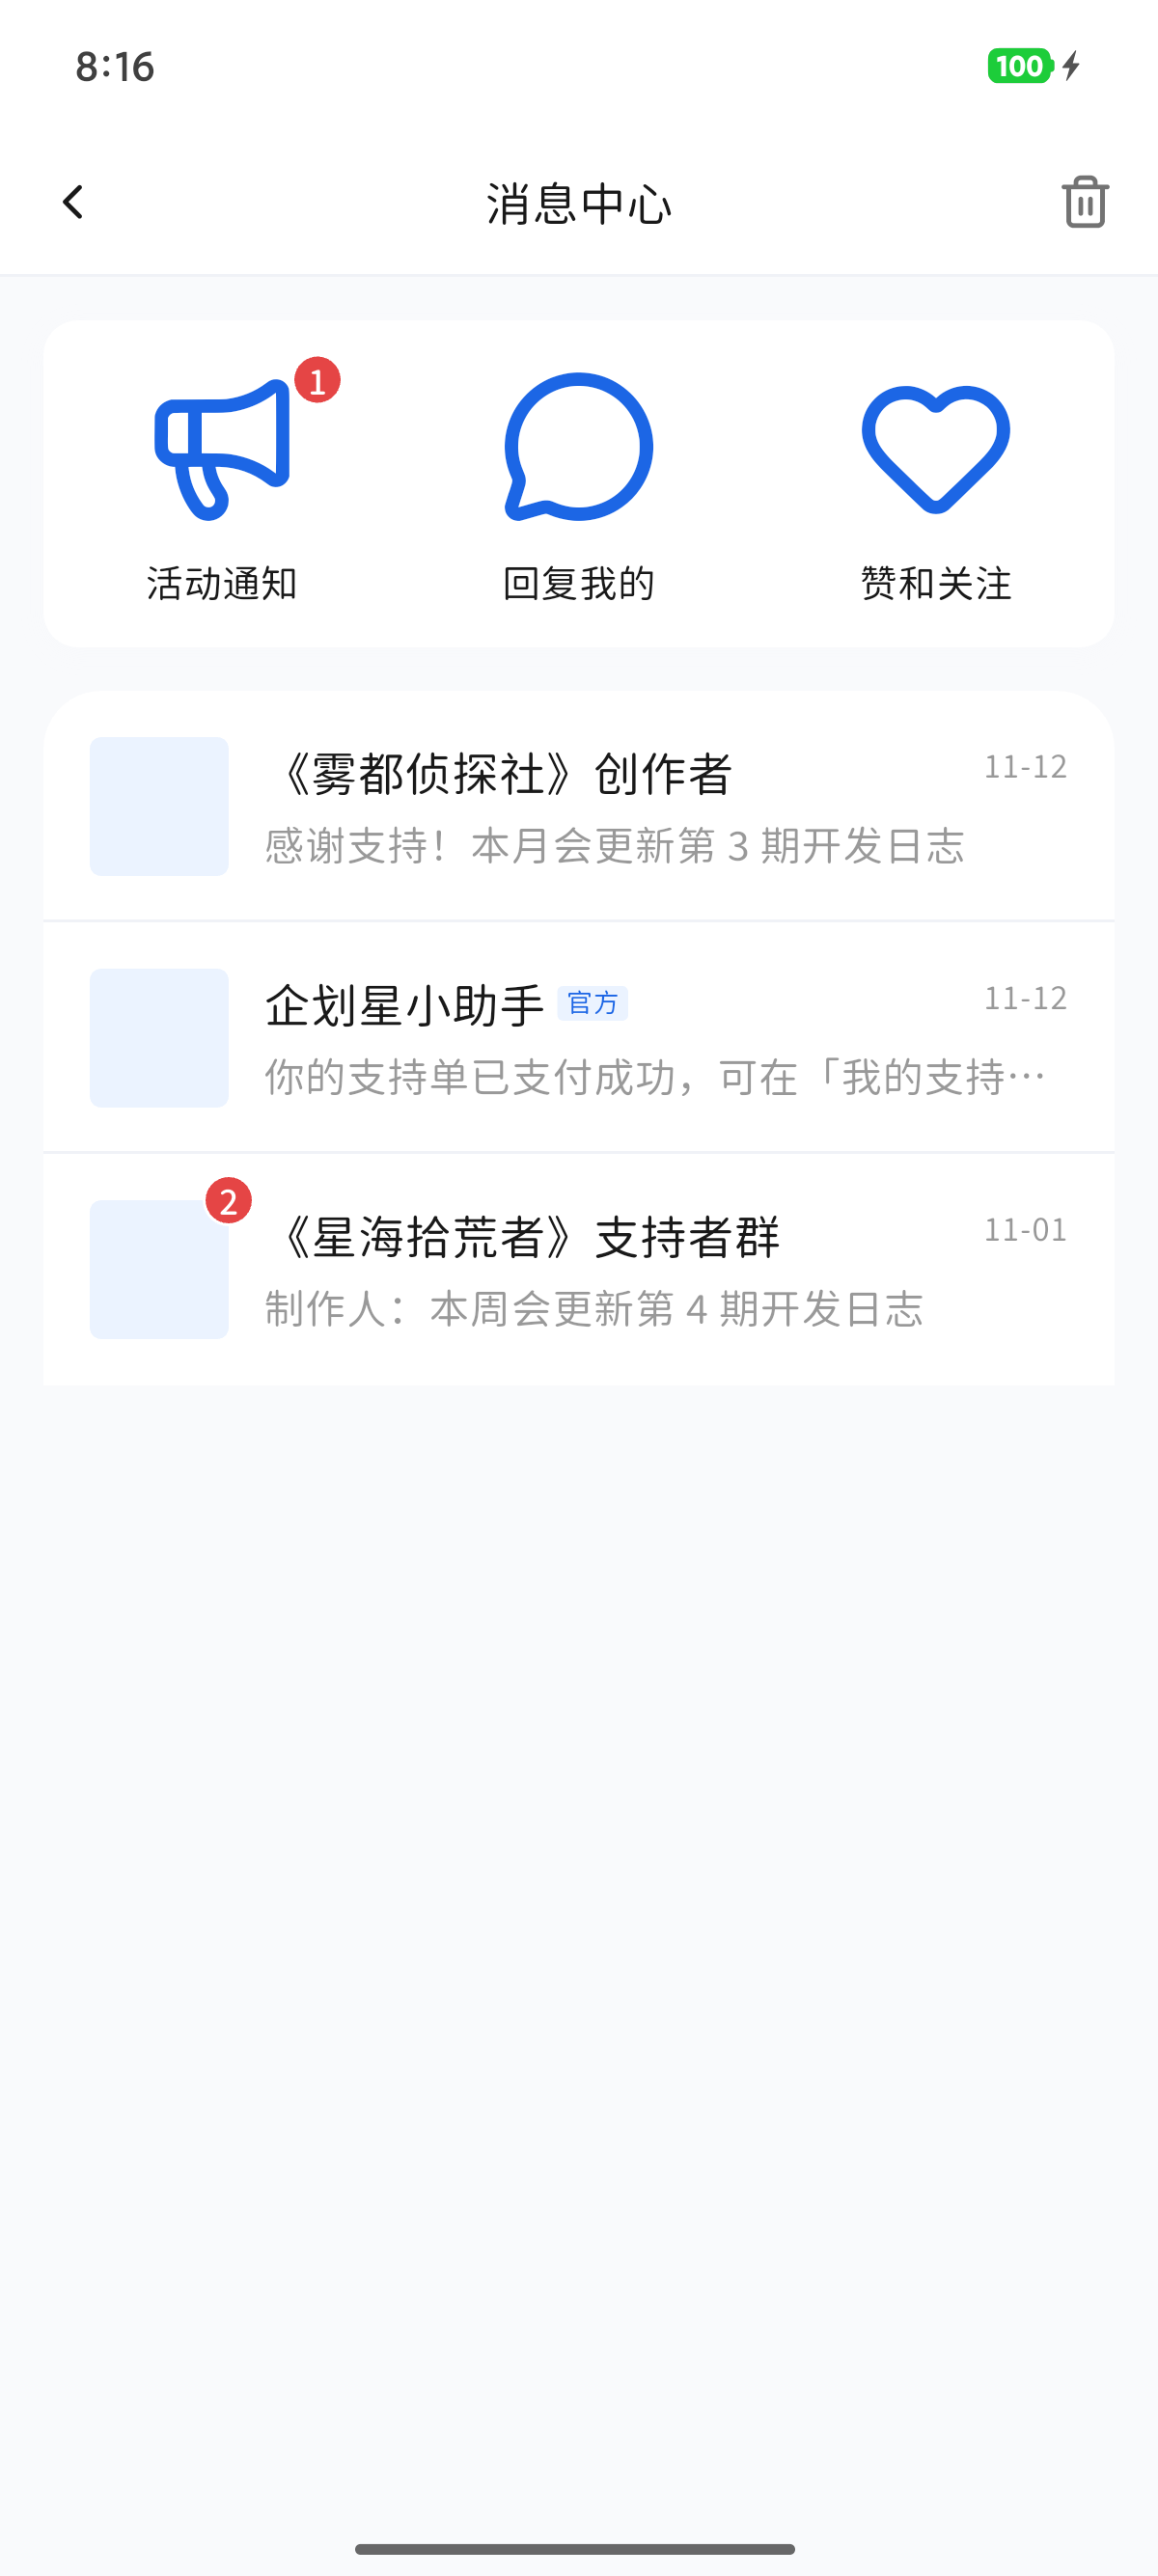 8:16
100
消息中心
1
活动通知
回复我的
赞和关注
《雾都侦探社》创作者
11-12
感谢支持！本月会更新第 3 期开发日志
企划星小助手
官方
11-12
你的支持单已支付成功，可在「我的支持…
2
《星海拾荒者》支持者群
11-01
制作人：本周会更新第 4 期开发日志